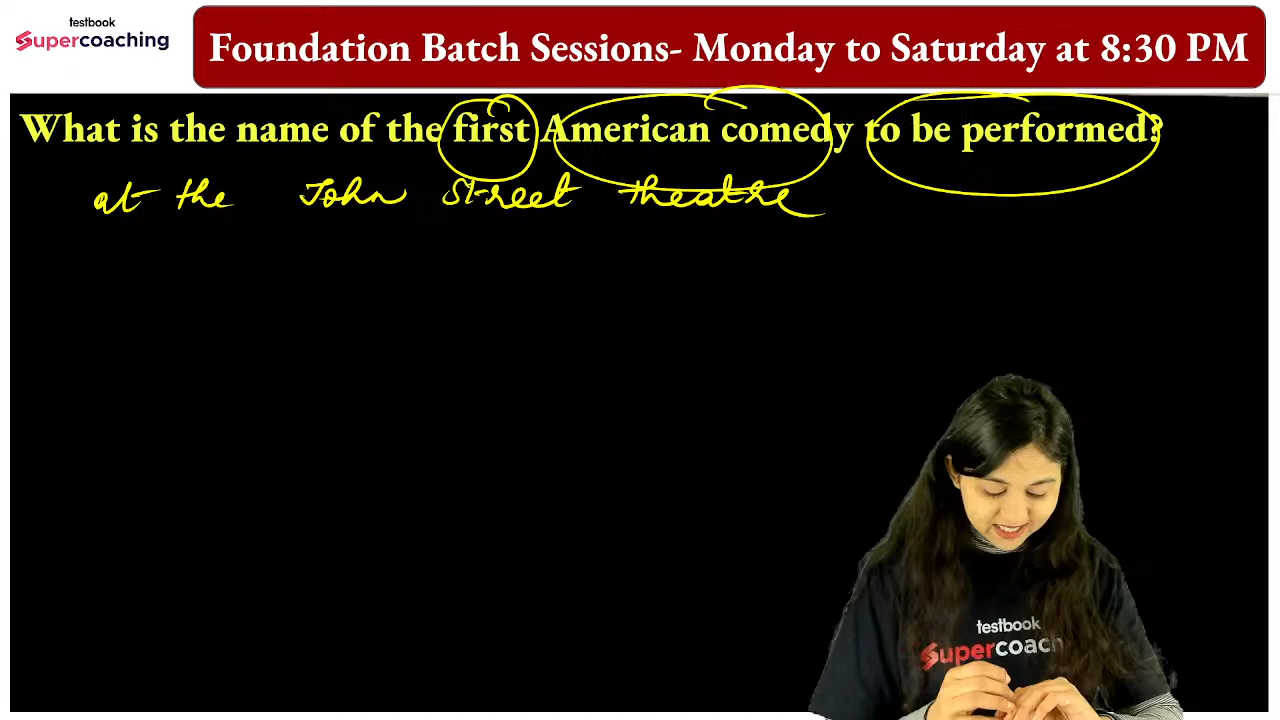 testbook
Supercoaching
Foundation Batch Sessions- Monday to Saturday at 8:30 PM
What is the name of the first American comedy to be performed?
at the John Street theatre
testbook
Supercoach